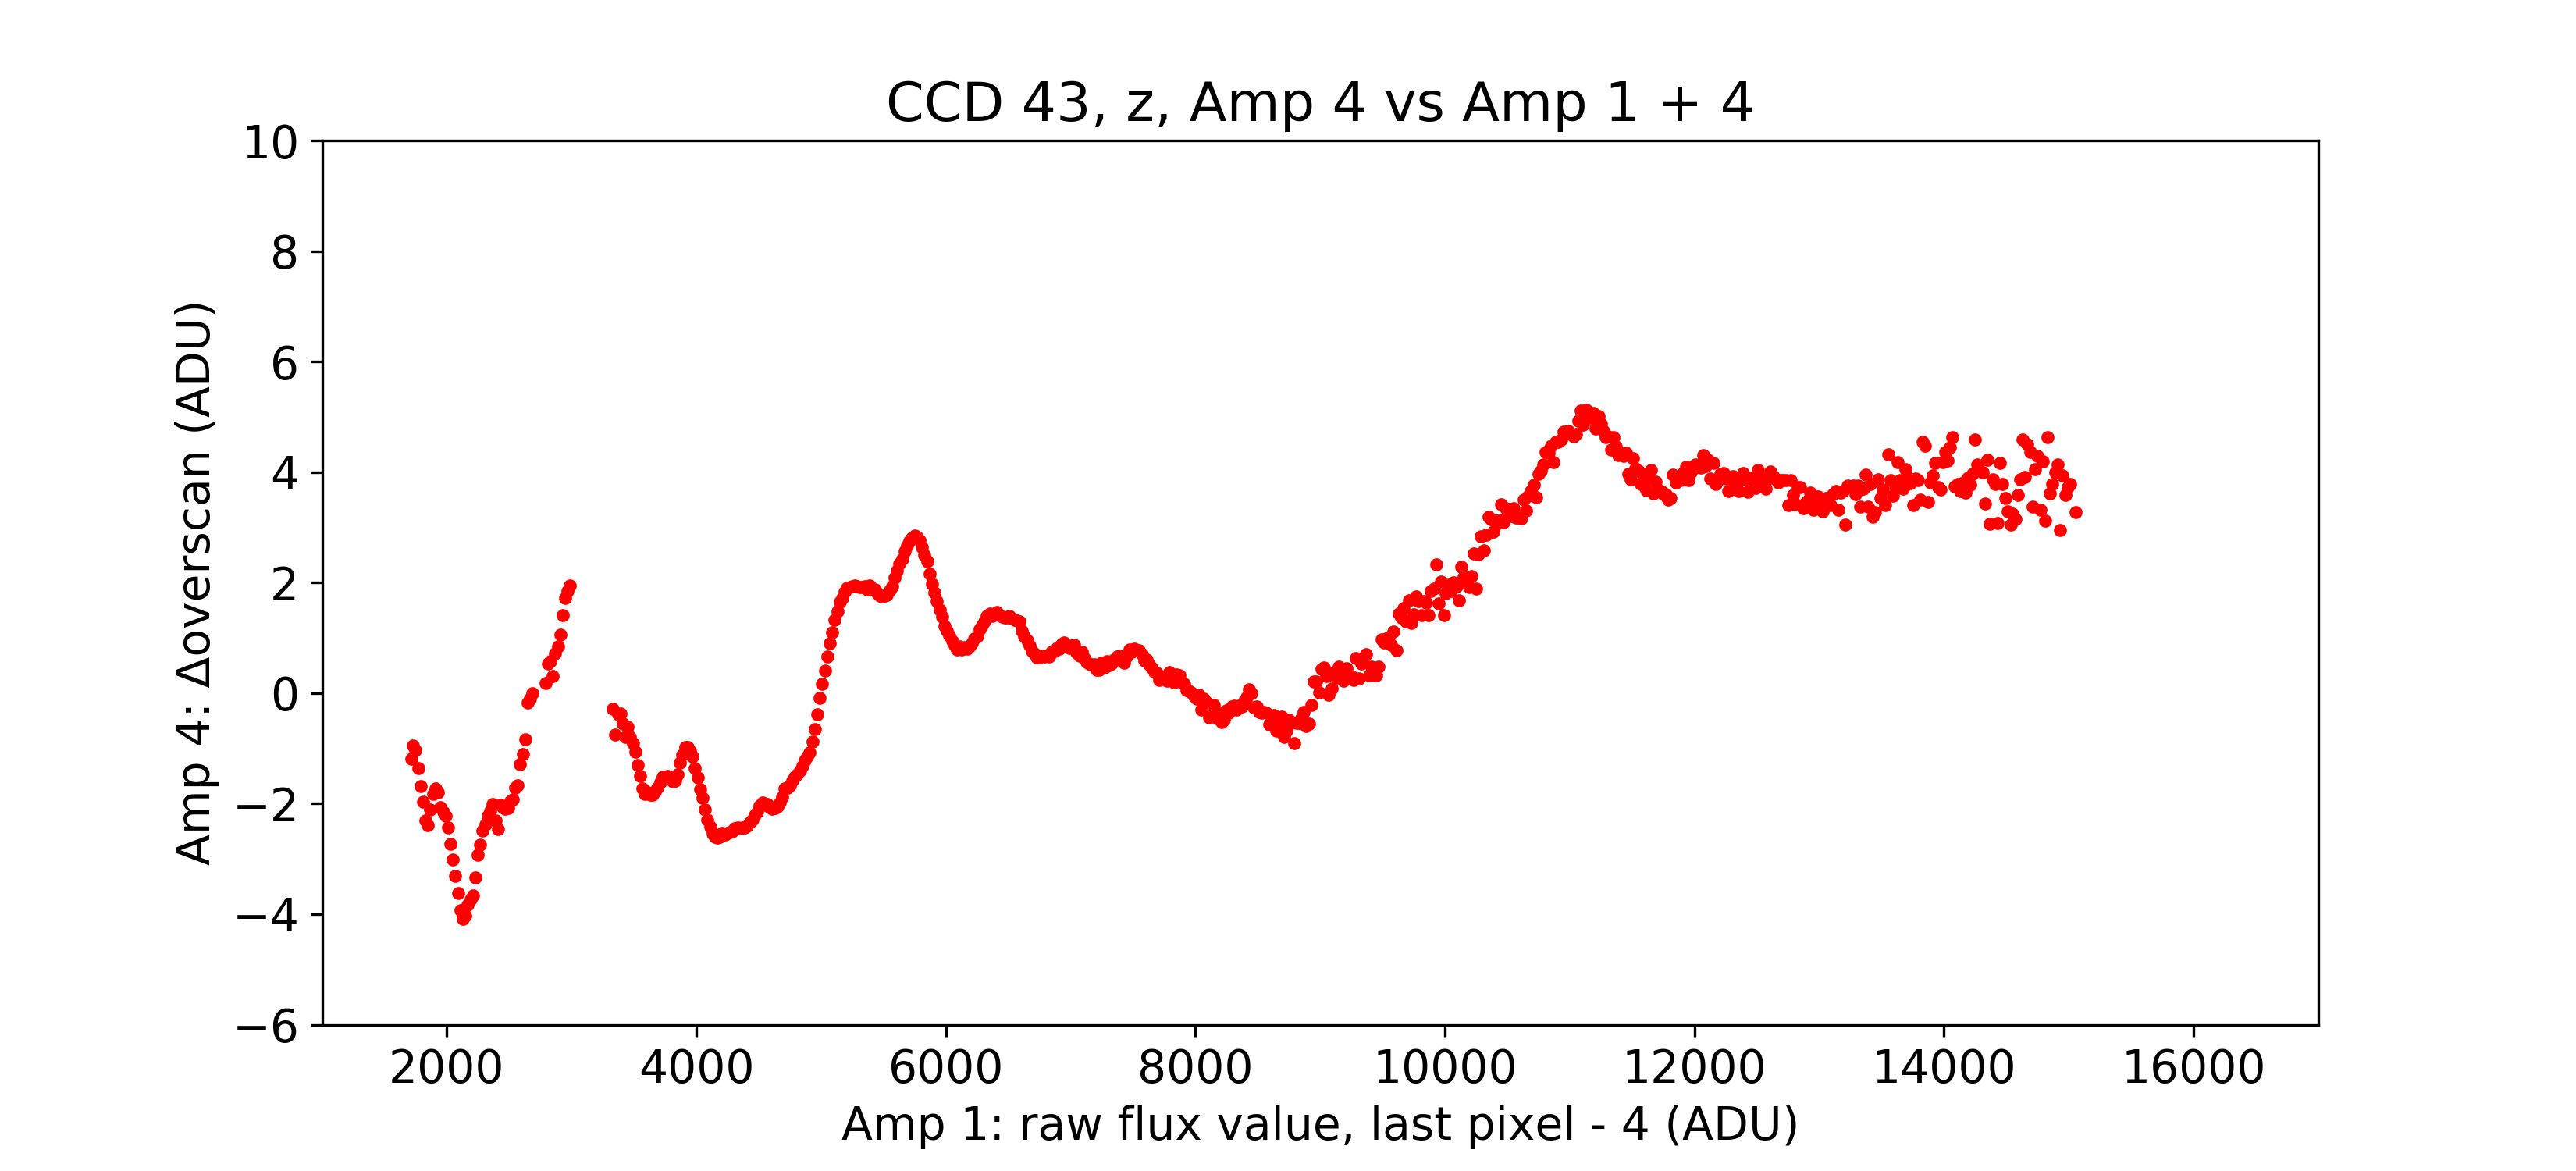 CCD 43, z, Amp 4 vs Amp 1 + 4
10
8
6
4
2
0
−2
−4
−6
Amp 4: Δoverscan (ADU)
2000 4000 6000 8000 10000 12000 14000 16000
Amp 1: raw flux value, last pixel - 4 (ADU)